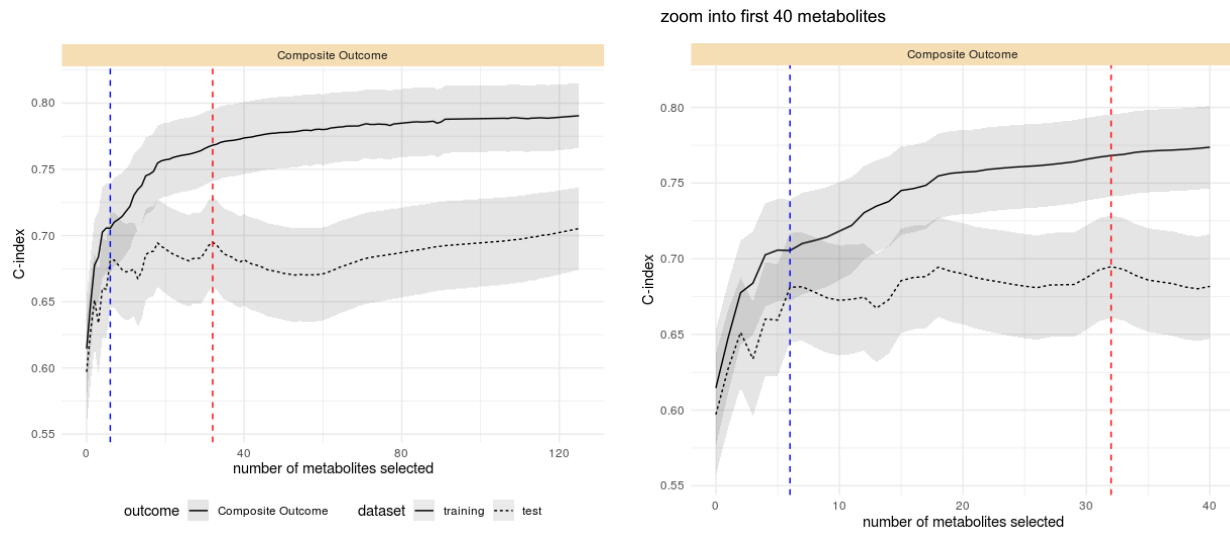 zoom into first 40 metabolites
Composite Outcome
0.80
0.75
0.70
0.65
0.60
0.55
C-index
0
40
80
120
number of metabolites selected
outcome Composite Outcome dataset training test
Composite Outcome
0.80
0.75
0.70
0.65
0.60
0.55
C-index
0
10
20
30
40
number of metabolites selected